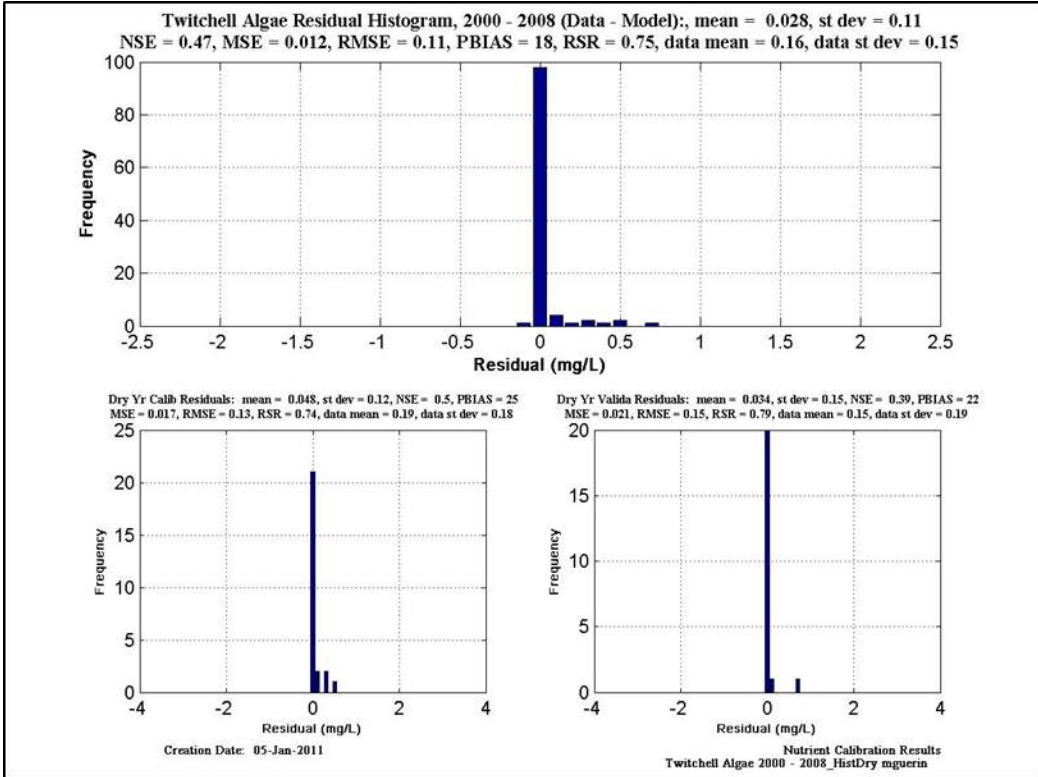 Twitchell Algae Residual Histogram, 2000 - 2008 (Data - Model):, mean = 0.028, st dev = 0.11
NSE = 0.47, MSE = 0.012, RMSE = 0.11, PBIAS = 18, RSR = 0.75, data mean = 0.16, data st dev = 0.15
100
80
60
40
20
0
Frequency
-2.5 -2 -1.5 -1 -0.5 0 0.5 1 1.5 2 2.5
Residual (mg/L)
Dry Yr Calib Residuals: mean = 0.048, st dev = 0.12, NSE = 0.5, PBIAS = 25
MSE = 0.017, RMSE = 0.13, RSR = 0.74, data mean = 0.19, data st dev = 0.18
25
20
15
10
5
0
Frequency
-4 -2 0 2 4
Residual (mg/L)
Dry Yr Valida Residuals: mean = 0.034, st dev = 0.15, NSE = 0.39, PBIAS = 22
MSE = 0.021, RMSE = 0.15, RSR = 0.79, data mean = 0.15, data st dev = 0.19
20
15
10
5
0
Frequency
-4 -2 0 2 4
Residual (mg/L)
Creation Date: 05-Jan-2011
Nutrient Calibration Results
Twitchell Algae 2000 - 2008_HistDry mguerin